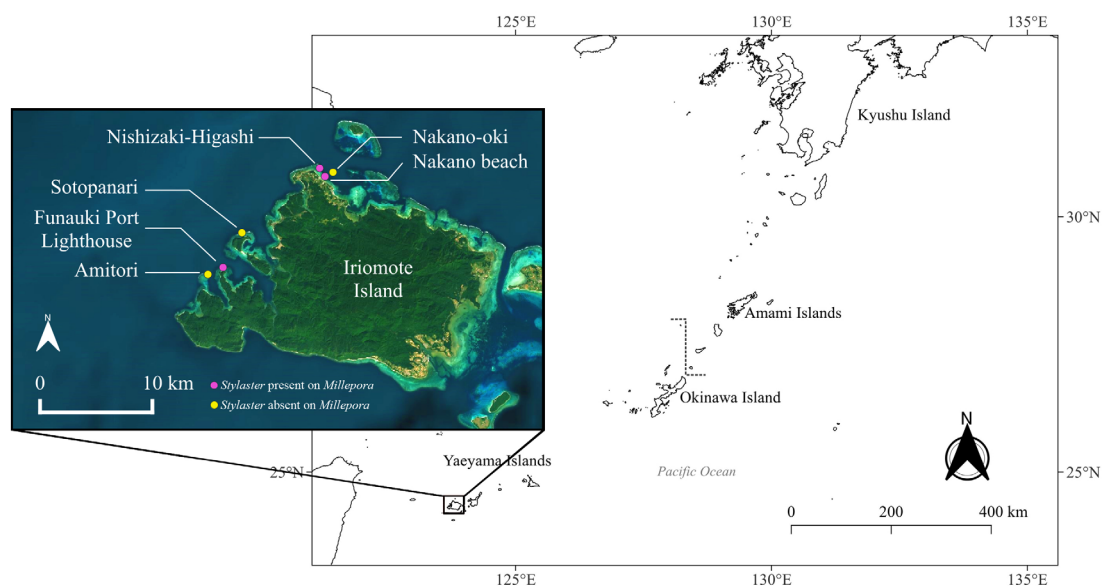 125°E
130°E
135°E
Kyushu Island
Nishizaki-Higashi
Nakano-oki
Nakano beach
Sotopanari
Funauki Port
Lighthouse
Amitori
Iriomote
Island
N
0
10 km
Stylaster present on Millepora
Stylaster absent on Millepora
30°N
30°N
Amami Islands
Okinawa Island
Yaeyama Islands
Pacific Ocean
N
25°N
25°N
0
200
400 km
125°E
130°E
135°E